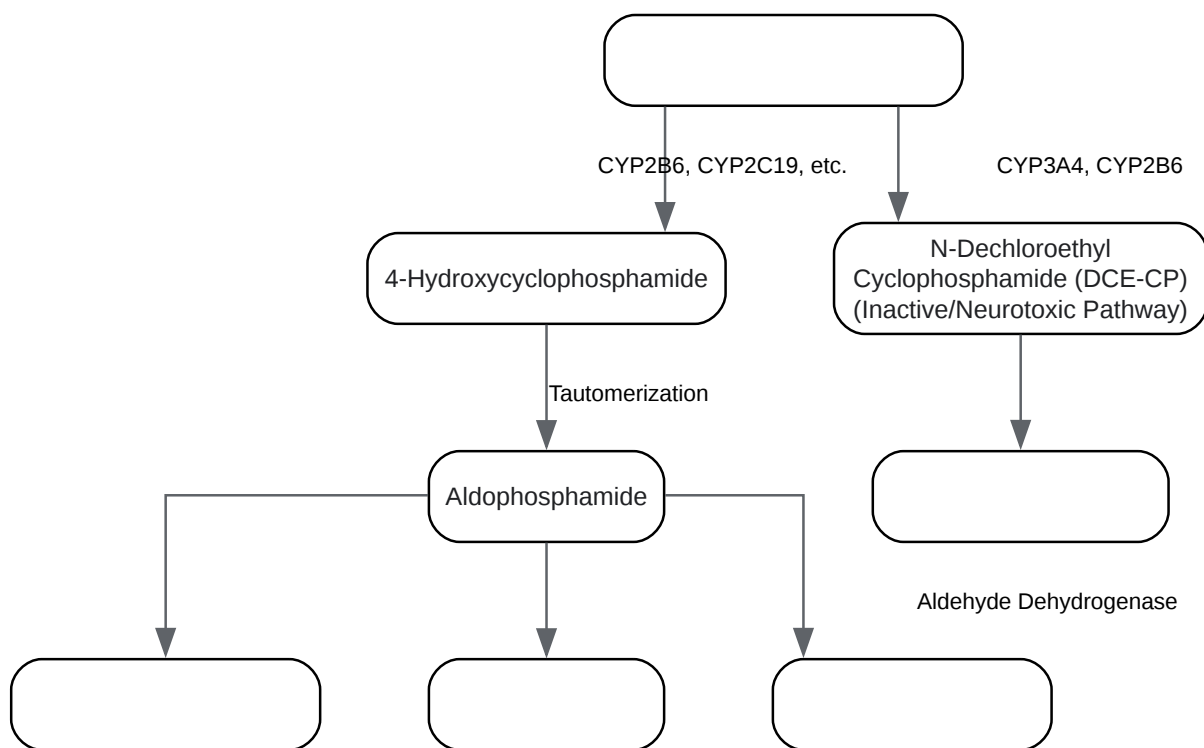 CYP2B6, CYP2C19, etc.
CYP3A4, CYP2B6
4-Hydroxycyclophosphamide
N-Dechloroethyl
Cyclophosphamide (DCE-CP)
(Inactive/Neurotoxic Pathway)
Tautomerization
Aldophosphamide
Aldehyde Dehydrogenase